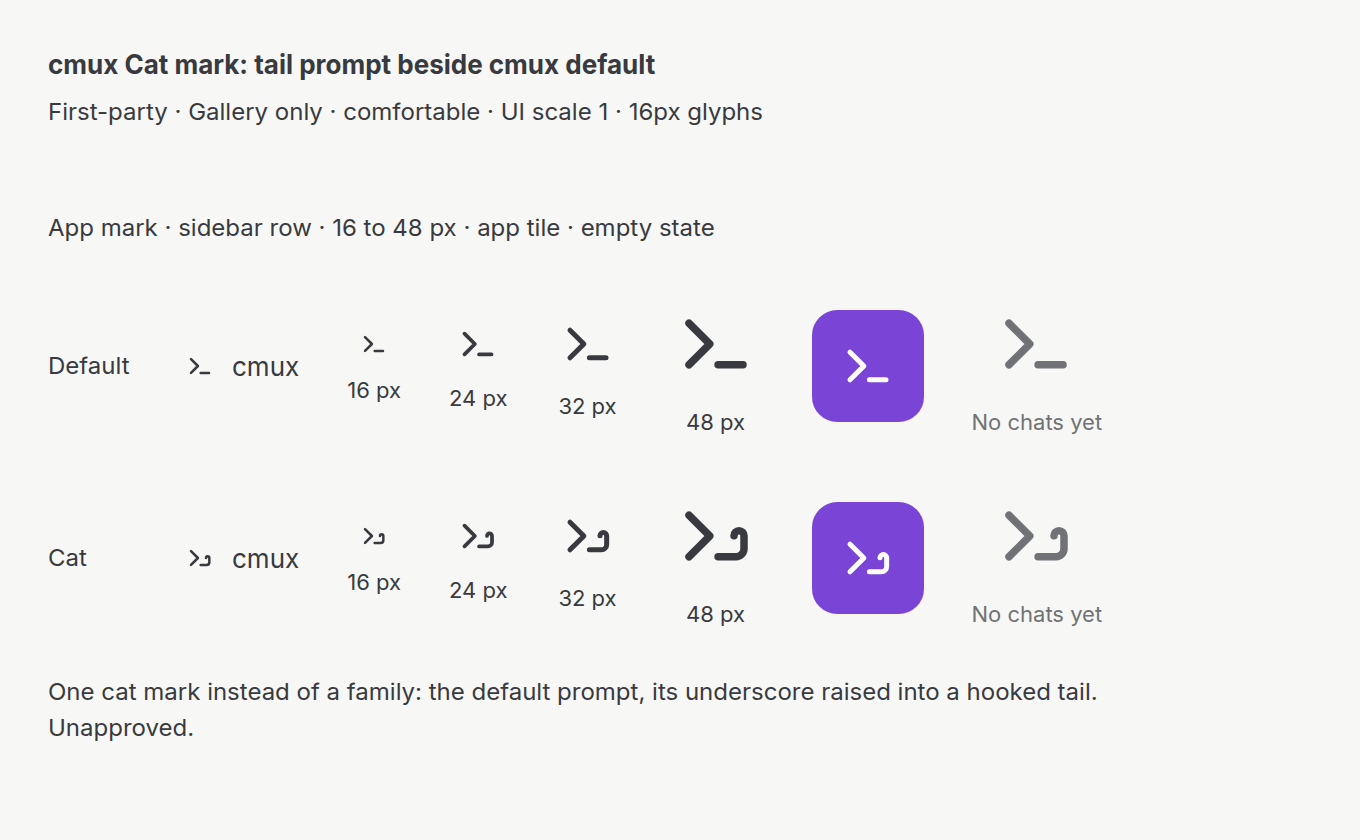 cmux Cat mark: tail prompt beside cmux default
First-party · Gallery only · comfortable · UI scale 1 · 16px glyphs
App mark · sidebar row · 16 to 48 px · app tile · empty state
Default
cmux
16 px
24 px
32 px
48 px
No chats yet
Cat
cmux
16 px
24 px
32 px
48 px
No chats yet
One cat mark instead of a family: the default prompt, its underscore raised into a hooked tail.
Unapproved.